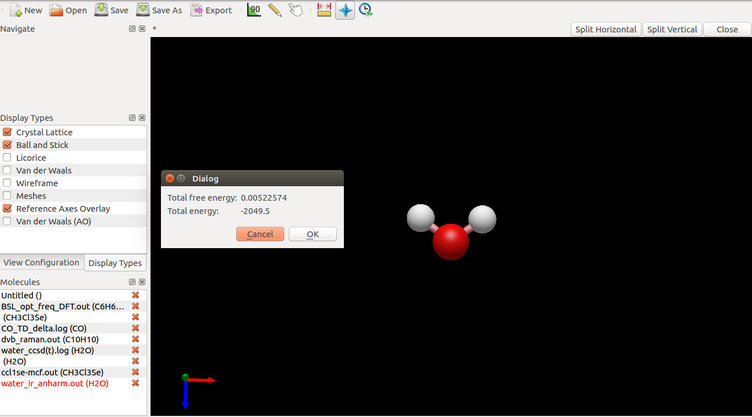 New Open Save Save As Export 90
Navigate
*
Split Horizontal Split Vertical Close
Display Types
Crystal Lattice
Ball and Stick
Licorice
Van der Waals
Wireframe
Meshes
Reference Axes Overlay
Van der Waals (AO)
View Configuration Display Types
Molecules
Untitled ()
BSL_opt_freq_DFT.out (C6H6...
(CH3Cl3Se)
CO_TD_delta.log (CO)
dvb_raman.out (C10H10)
water_ccsd(t).log (H2O)
(H2O)
ccl1se-mcf.out (CH3Cl3Se)
water_ir_anharm.out (H2O)
Dialog
Total free energy: 0.00522574
Total energy: -2049.5
Cancel OK